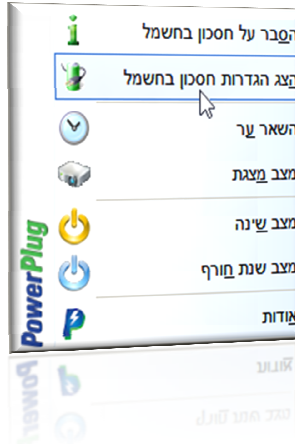 הסבר על חסכון בחשמל
הצג הגדרות חסכון בחשמל
השאר ער
מצב מצגת
מצב שינה
מצב שנת חורף
אודות
PowerPlug